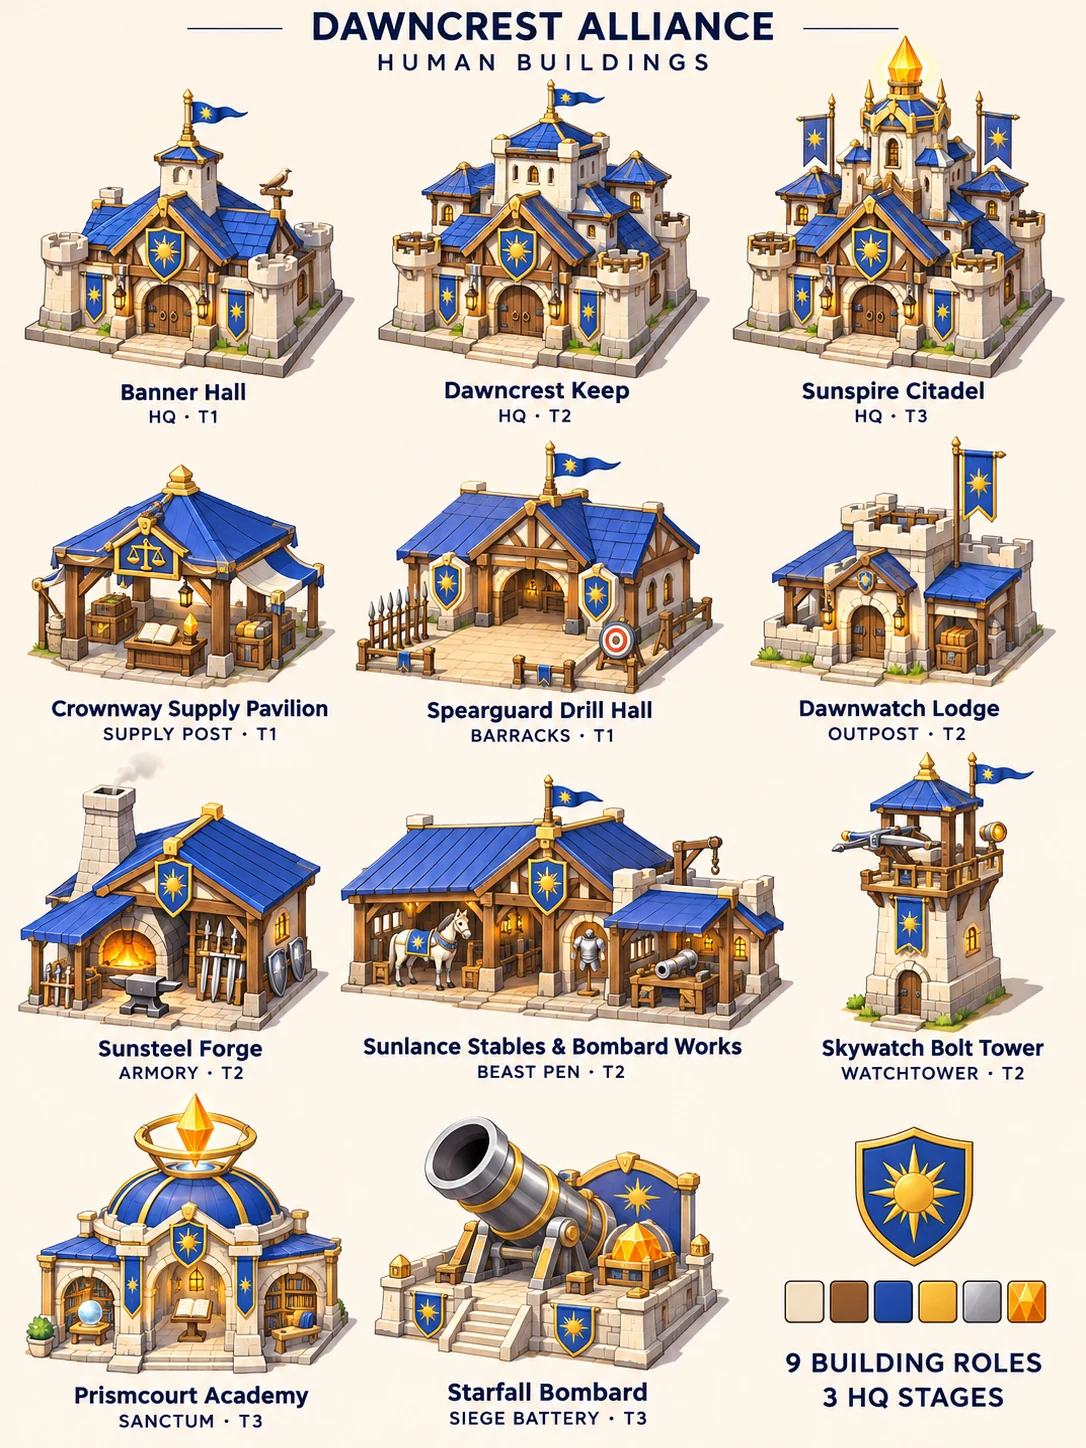 DAWNCREST ALLIANCE
HUMAN BUILDINGS
Banner Hall
HQ • T1
Dawncrest Keep
HQ • T2
Sunspire Citadel
HQ • T3
Crownway Supply Pavilion
SUPPLY POST • T1
Spearguard Drill Hall
BARRACKS • T1
Dawnwatch Lodge
OUTPOST • T2
Sunsteel Forge
ARMORY • T2
Sunlance Stables & Bombard Works
BEAST PEN • T2
Skywatch Bolt Tower
WATCHTOWER • T2
Prismcourt Academy
SANCTUM • T3
Starfall Bombard
SIEGE BATTERY • T3
9 BUILDING ROLES
3 HQ STAGES